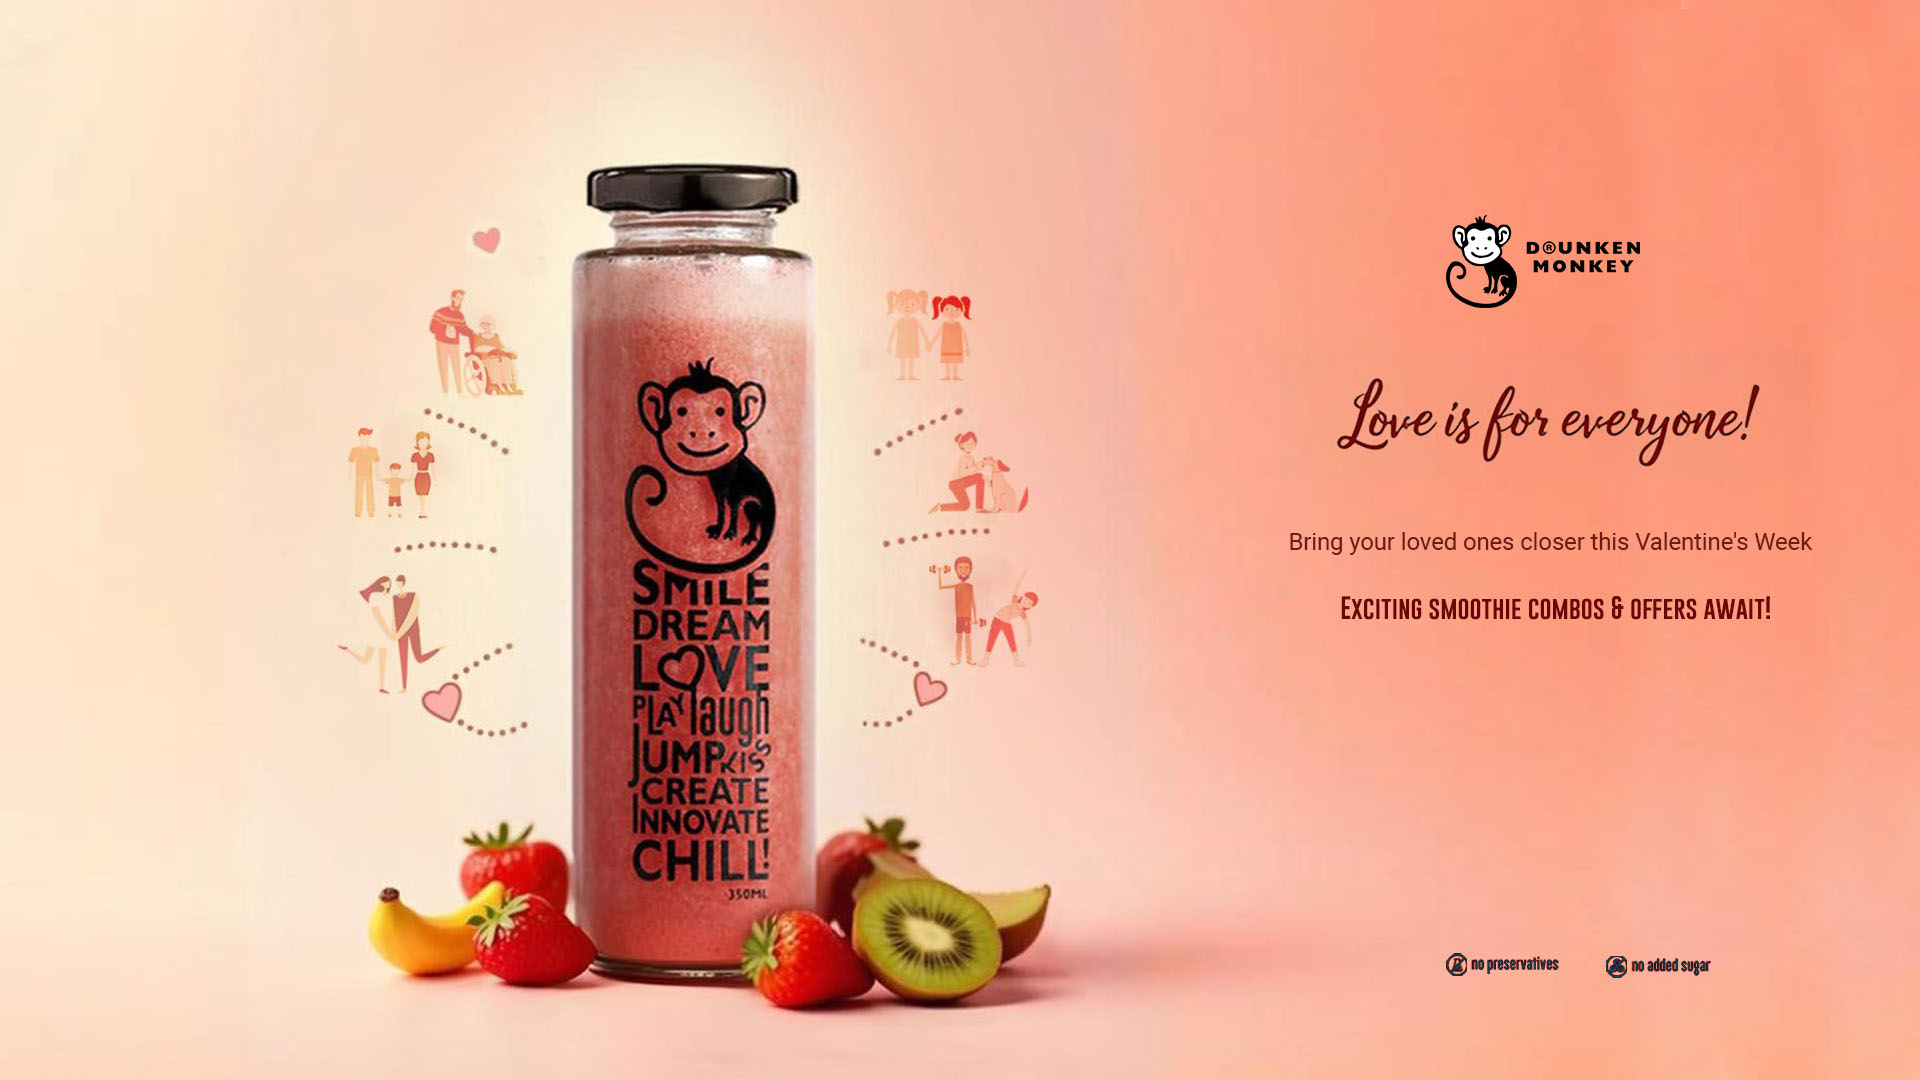 SMILE
DREAM
LOVE
PLAY laugh
JUMP KISS
CREATE
INNOVATE
CHILL!
350ML
D®UNKEN
MONKEY
Love is for everyone!
Bring your loved ones closer this Valentine's Week
EXCITING SMOOTHIE COMBOS & OFFERS AWAIT!
no preservatives
no added sugar